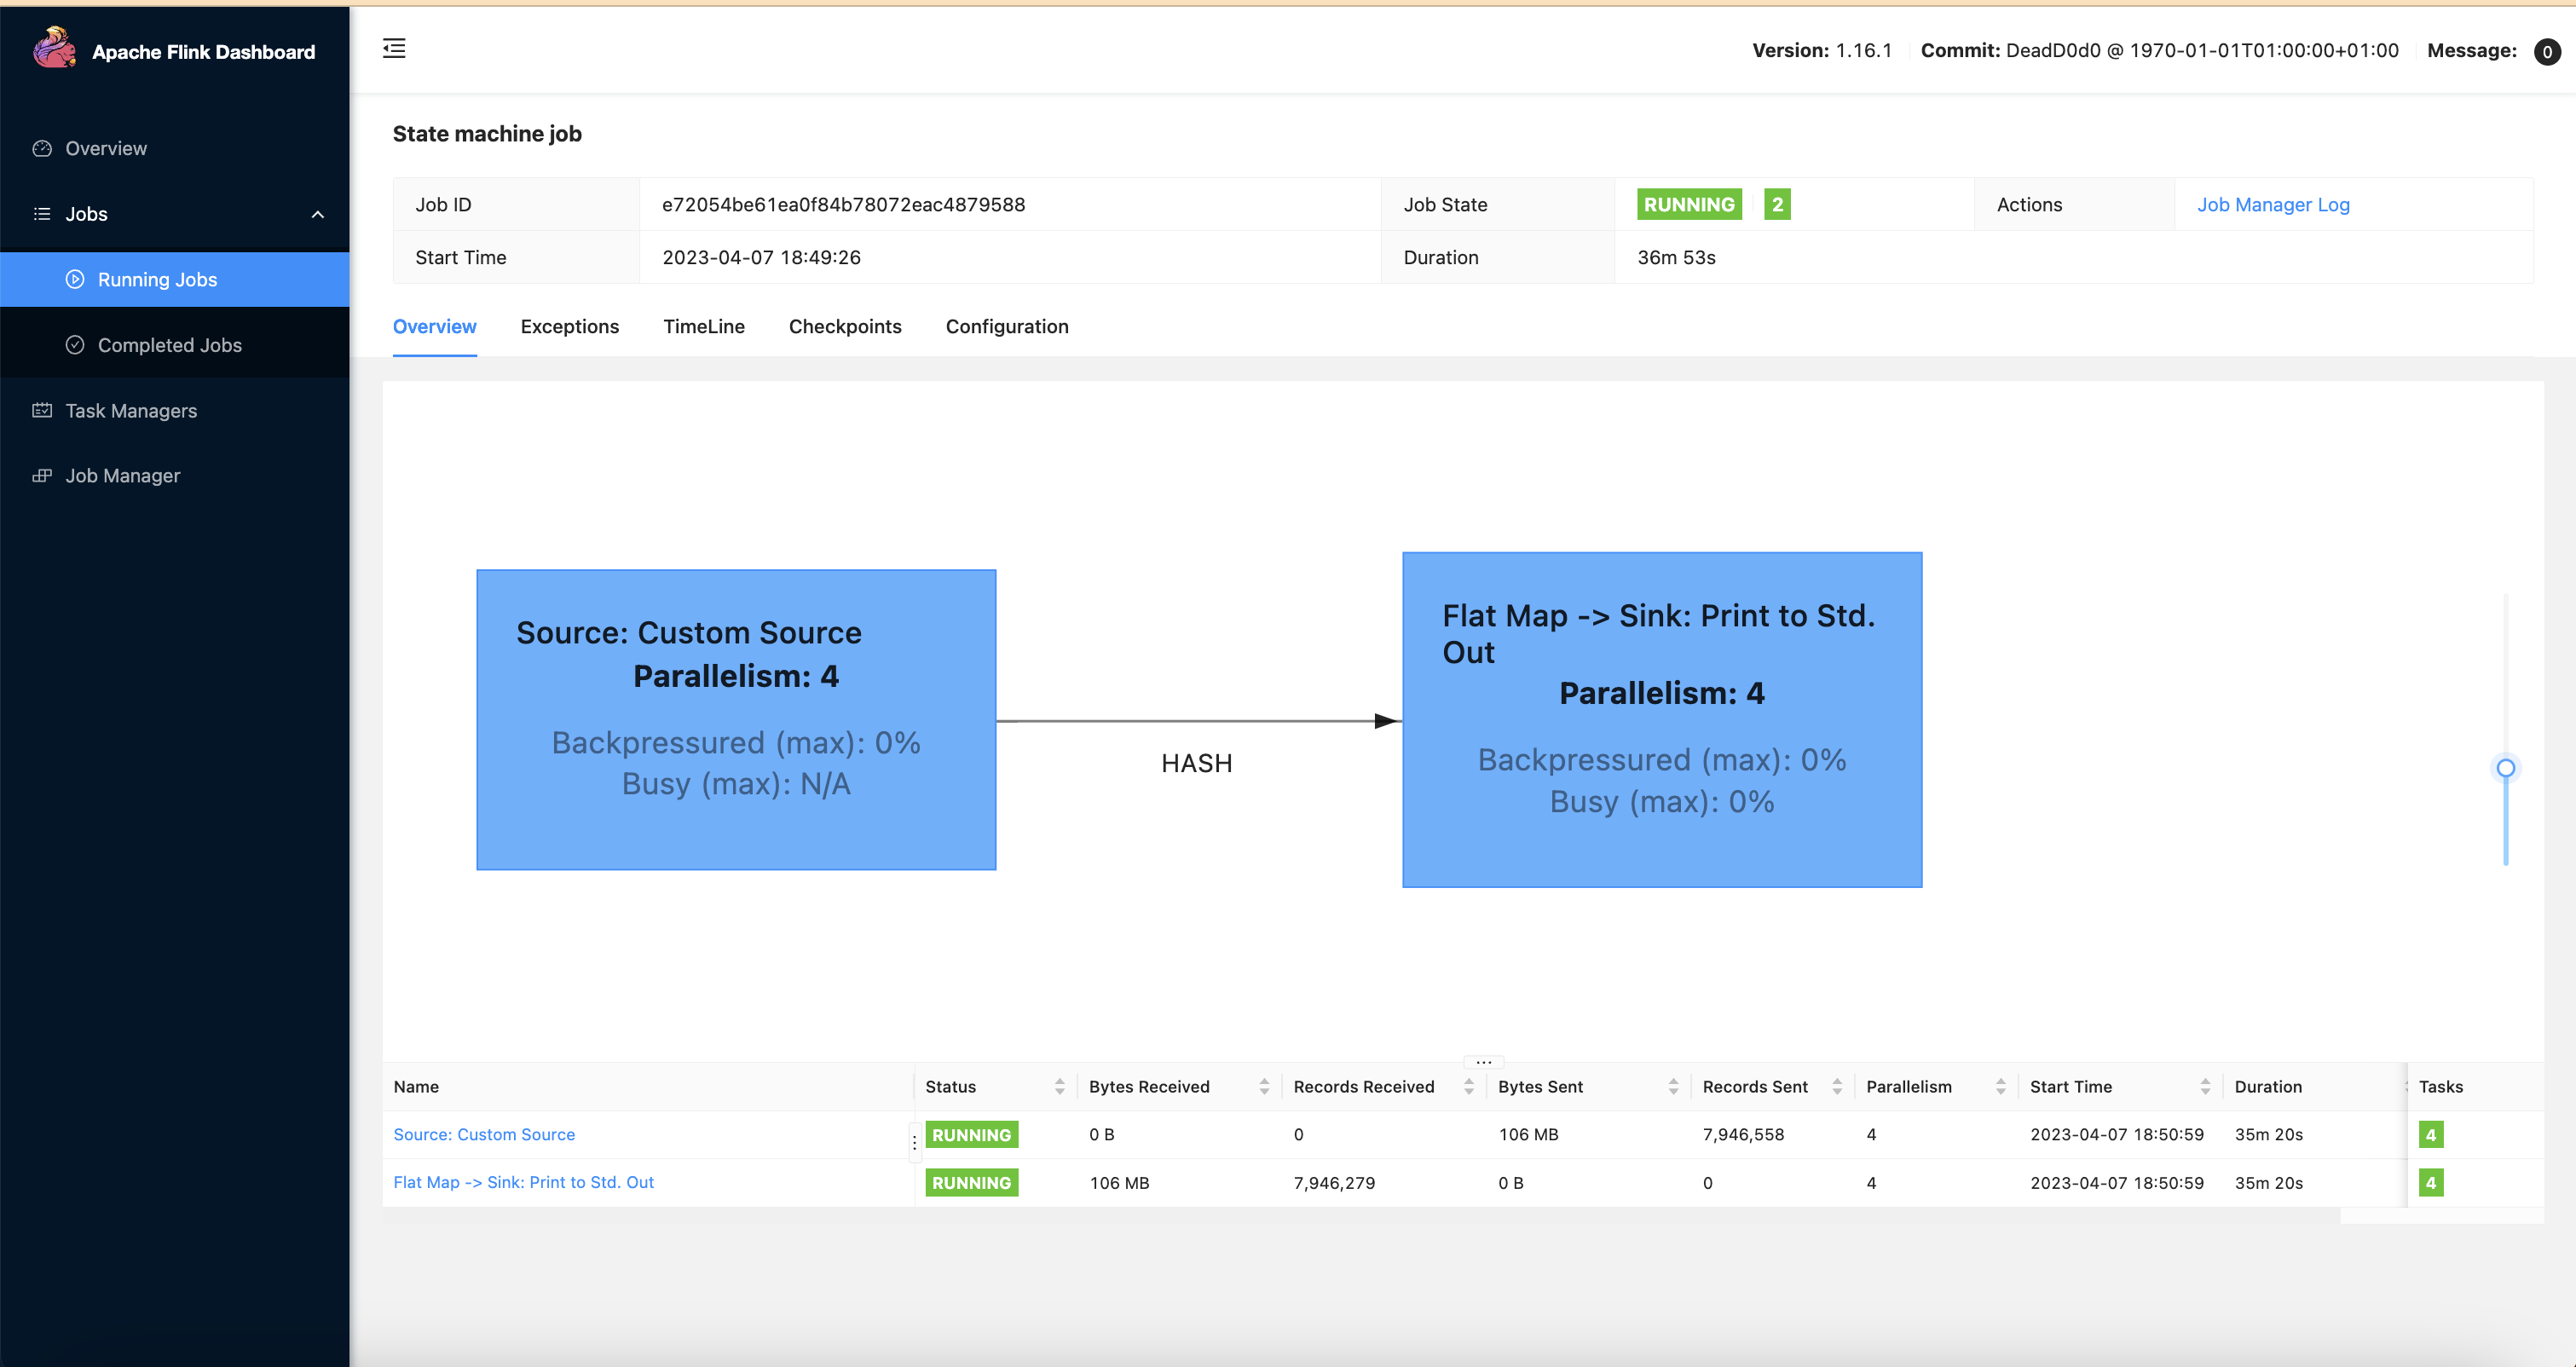 Apache Flink Dashboard
Version: 1.16.1 Commit: DeadD0d0 @ 1970-01-01T01:00:00+01:00 Message: 0
Overview
Jobs
Running Jobs
Completed Jobs
Task Managers
Job Manager
State machine job
Job ID e72054be61ea0f84b78072eac4879588 Job State RUNNING 2 Actions Job Manager Log
Start Time 2023-04-07 18:49:26 Duration 36m 53s
Overview Exceptions TimeLine Checkpoints Configuration
Source: Custom Source
Parallelism: 4
Backpressured (max): 0%
Busy (max): N/A
HASH
Flat Map -> Sink: Print to Std.
Out
Parallelism: 4
Backpressured (max): 0%
Busy (max): 0%
Name Status Bytes Received Records Received Bytes Sent Records Sent Parallelism Start Time Duration Tasks
Source: Custom Source RUNNING 0 B 0 106 MB 7,946,558 4 2023-04-07 18:50:59 35m 20s 4
Flat Map -> Sink: Print to Std. Out RUNNING 106 MB 7,946,279 0 B 0 4 2023-04-07 18:50:59 35m 20s 4